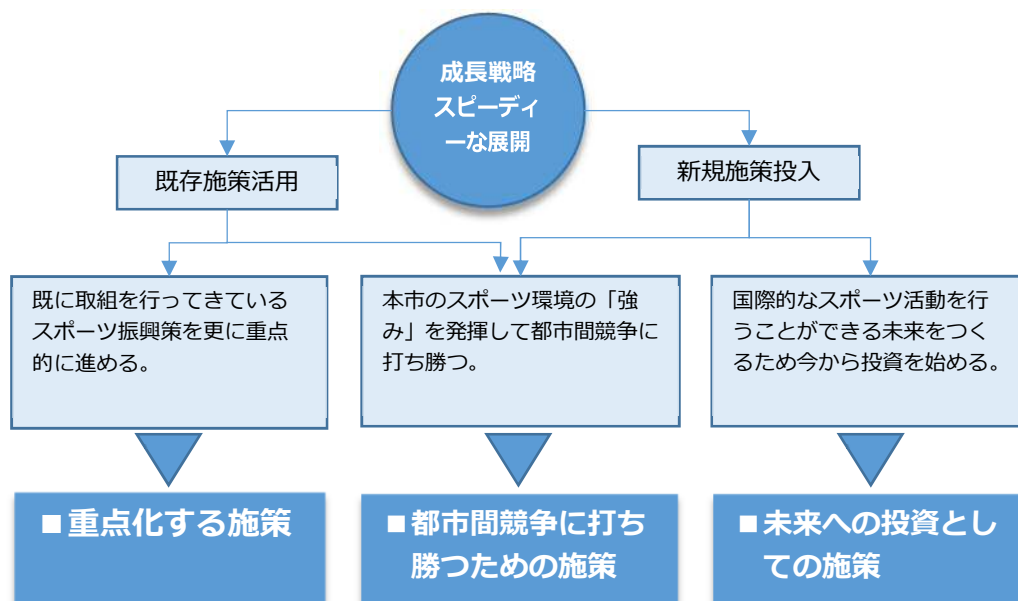 成長戦略
スピーディ
ーな展開
既存施策活用
新規施策投入
既に取組を行ってきている
スポーツ振興策を更に重点
的に進める。
本市のスポーツ環境の「強
み」を発揮して都市間競争に
打ち勝つ。
国際的なスポーツ活動を行
うことができる未来をつく
るため今から投資を始める。
■重点化する施策
■都市間競争に打ち
勝つための施策
■未来への投資とし
ての施策